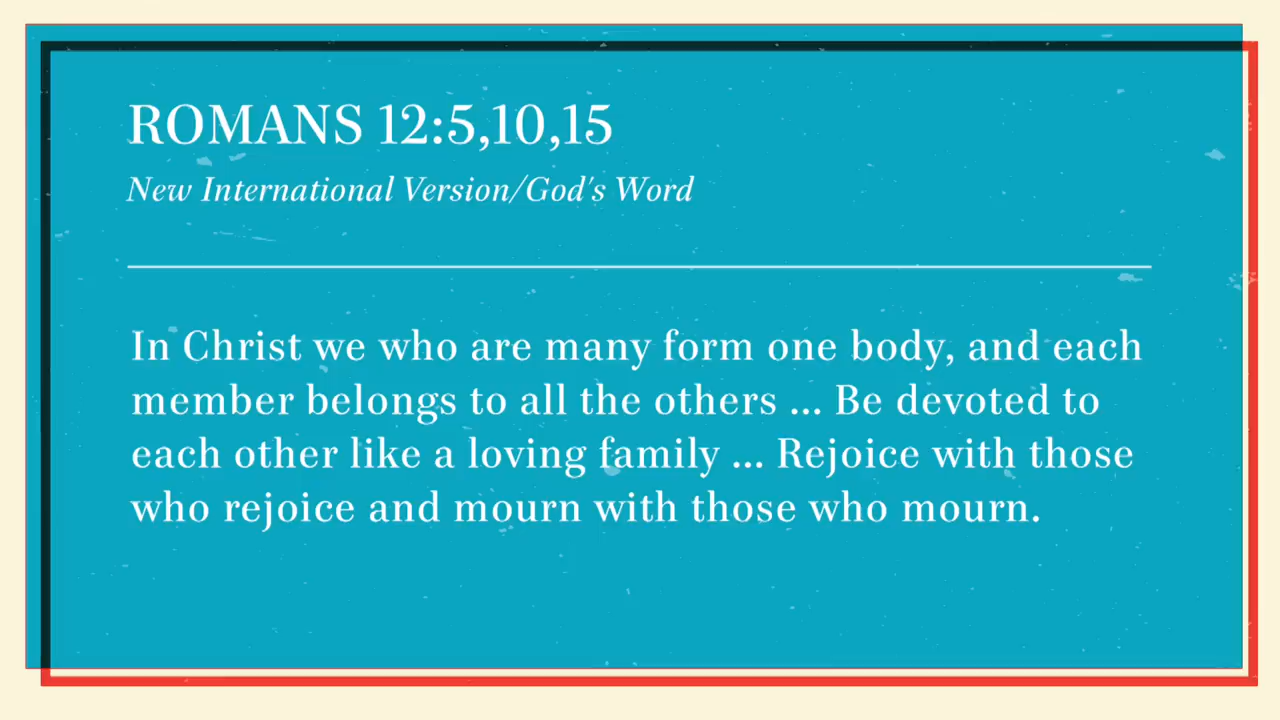 ROMANS 12:5,10,15
New International Version/God's Word
In Christ we who are many form one body, and each
member belongs to all the others ... Be devoted to
each other like a loving family ... Rejoice with those
who rejoice and mourn with those who mourn.